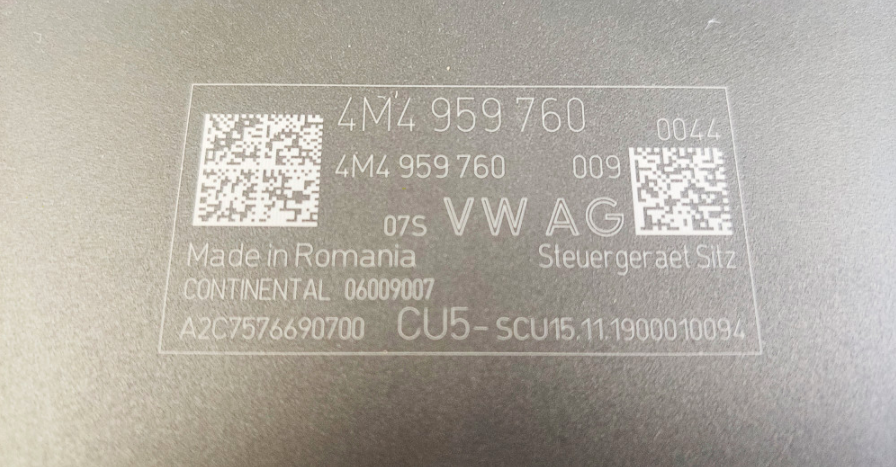 4M4 959 760 0044
4M4 959 760 009
07S VW AG
Made in Romania Steuergeraet Sitz
CONTINENTAL 06009007
A2C7576690700 CU5- SCU15.11.1900010094